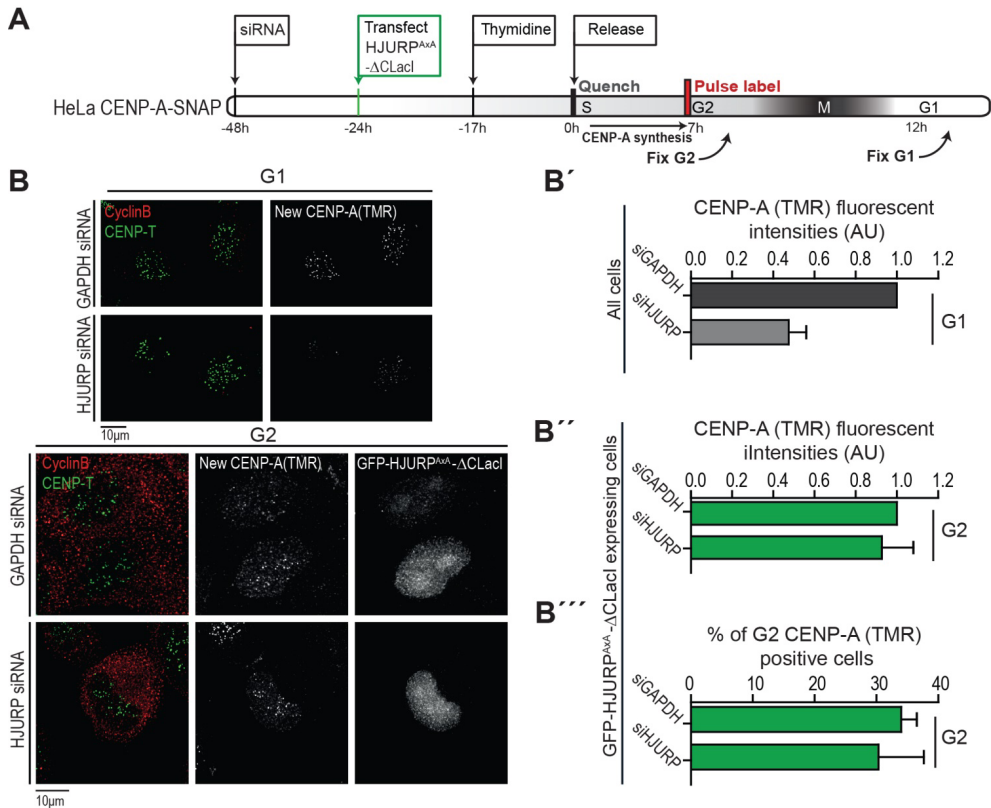 A
siRNA
Transfect
HJURPᴬˣᴬ
-ΔCLacI
Thymidine
Release
Quench
Pulse label
HeLa CENP-A-SNAP
S
G2
M
G1
-48h
-24h
-17h
0h
CENP-A synthesis
7h
12h
Fix G2
Fix G1
B
G1
GAPDH siRNA
CyclinB
CENP-T
New CENP-A(TMR)
HJURP siRNA
10µm
G2
GAPDH siRNA
CyclinB
CENP-T
New CENP-A(TMR)
GFP-HJURPᴬˣᴬ-ΔCLacI
HJURP siRNA
10µm
B´
CENP-A (TMR) fluorescent
intensities (AU)
0.0 0.2 0.4 0.6 0.8 1.0 1.2
All cells
siGAPDH
siHJURP
G1
B´´
CENP-A (TMR) fluorescent
iIntensities (AU)
0.0 0.2 0.4 0.6 0.8 1.0 1.2
GFP-HJURPᴬˣᴬ-ΔCLacI expressing cells
siGAPDH
siHJURP
G2
B´´´
% of G2 CENP-A (TMR)
positive cells
0 10 20 30 40
siGAPDH
siHJURP
G2